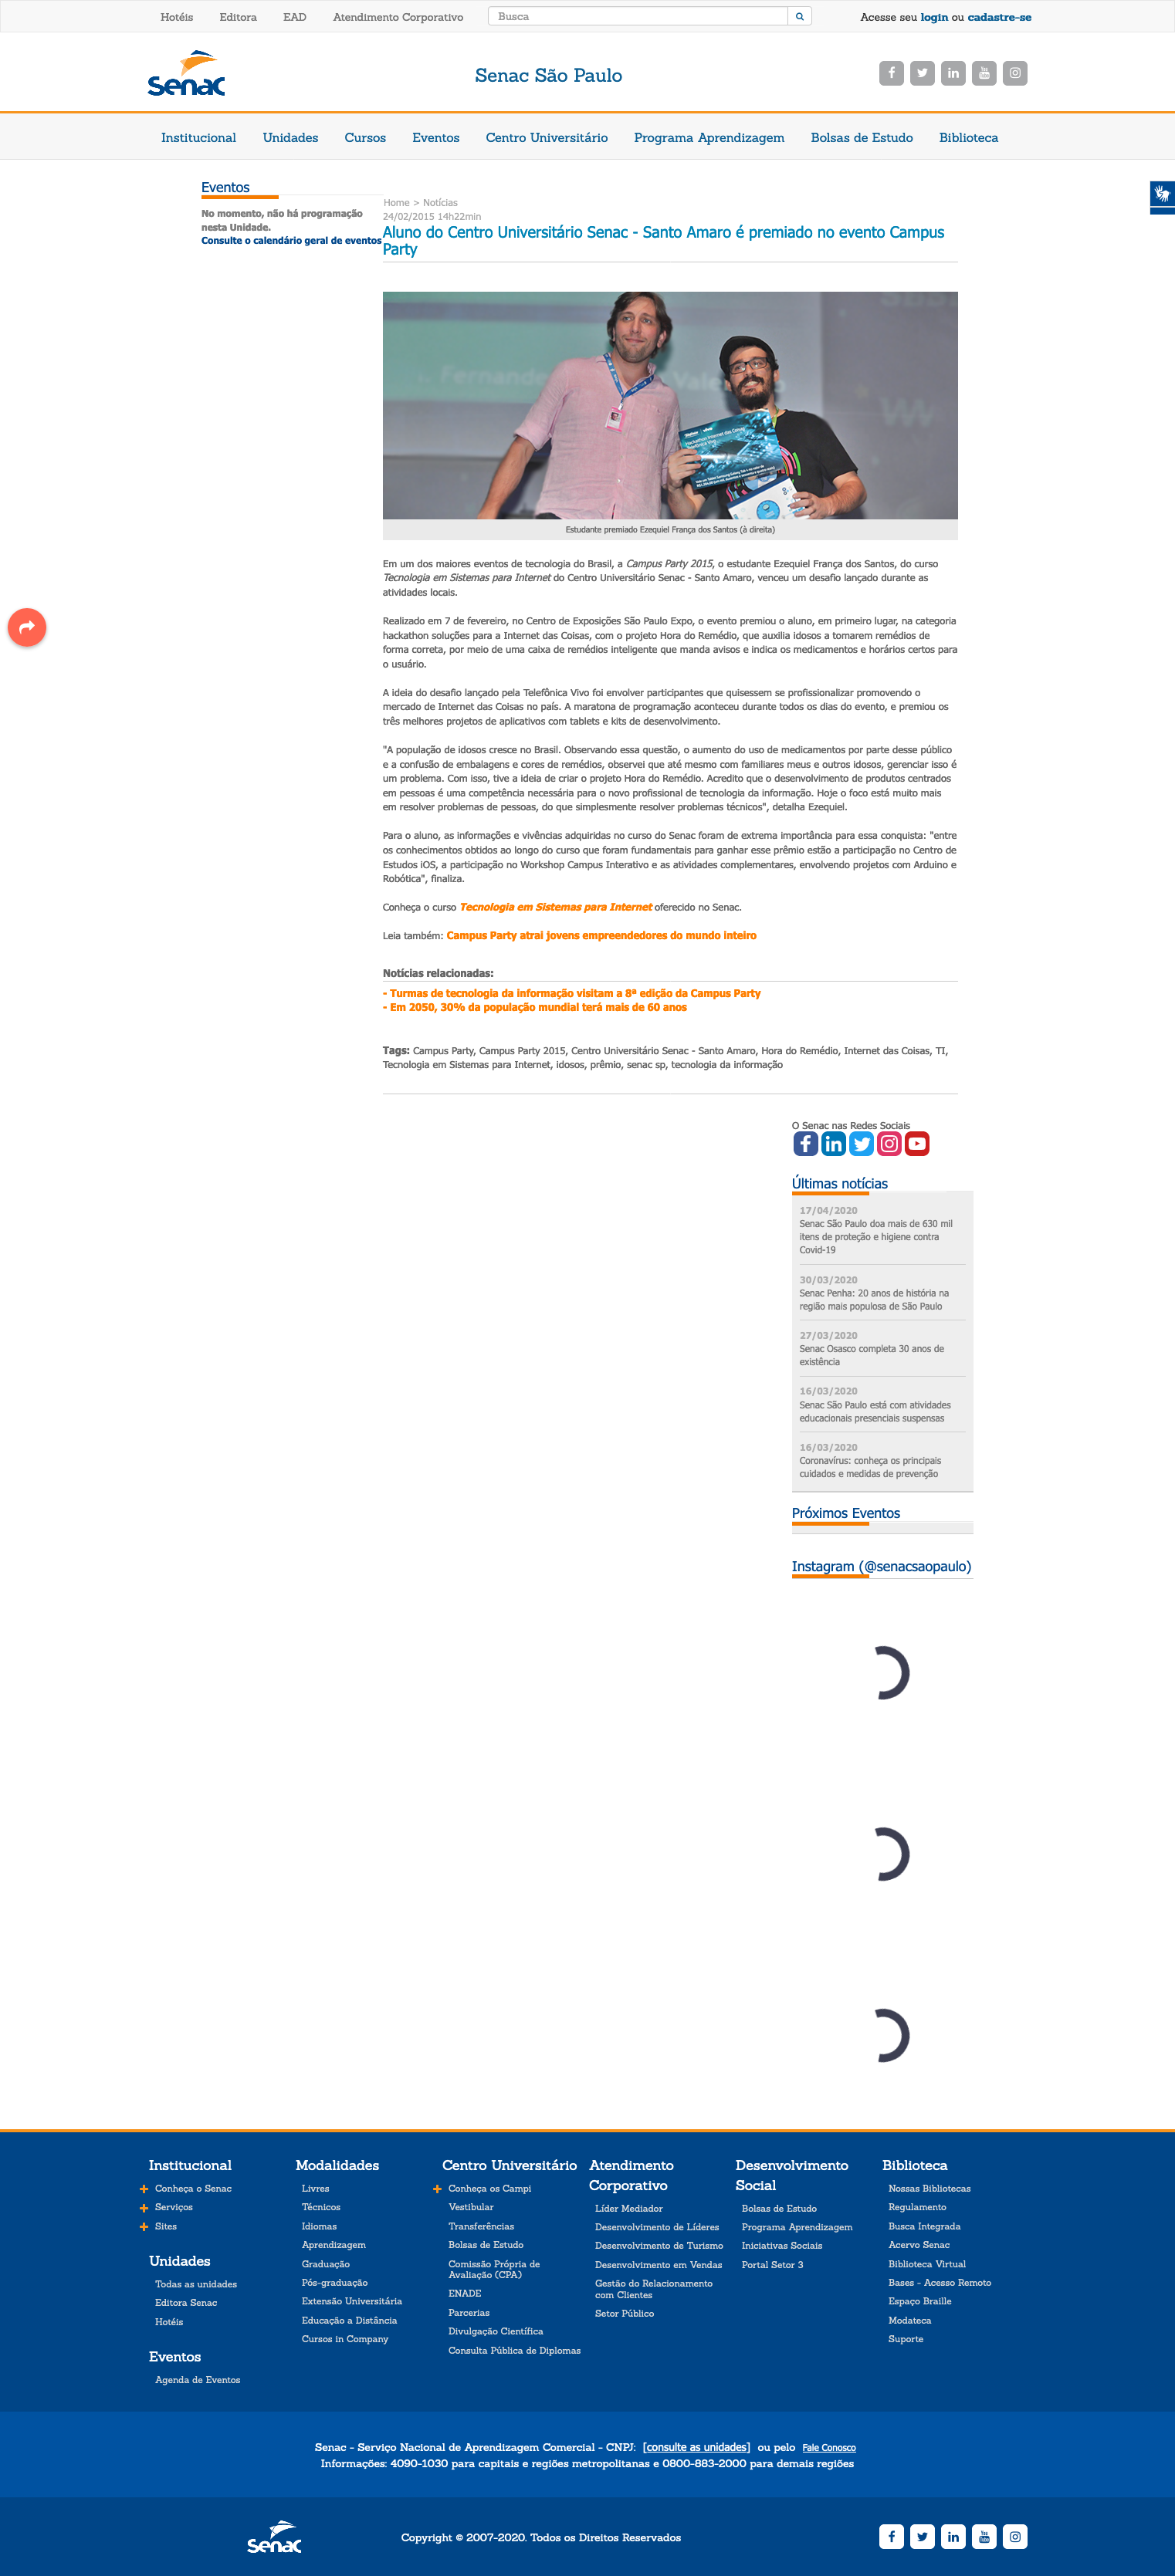 Hotéis Editora EAD Atendimento Corporativo Busca Acesse seu login ou cadastre-se
Senac Senac São Paulo
Institucional Unidades Cursos Eventos Centro Universitário Programa Aprendizagem Bolsas de Estudo Biblioteca
Eventos
No momento, não há programação
nesta Unidade.
Consulte o calendário geral de eventos
Home > Notícias
24/02/2015 14h22min
Aluno do Centro Universitário Senac - Santo Amaro é premiado no evento Campus
Party
Estudante premiado Ezequiel França dos Santos (à direita)
Em um dos maiores eventos de tecnologia do Brasil, a Campus Party 2015, o estudante Ezequiel França dos Santos, do curso
Tecnologia em Sistemas para Internet do Centro Universitário Senac - Santo Amaro, venceu um desafio lançado durante as
atividades locais.
Realizado em 7 de fevereiro, no Centro de Exposições São Paulo Expo, o evento premiou o aluno, em primeiro lugar, na categoria
hackathon soluções para a Internet das Coisas, com o projeto Hora do Remédio, que auxilia idosos a tomarem remédios de
forma correta, por meio de uma caixa de remédios inteligente que manda avisos e indica os medicamentos e horários certos para
o usuário.
A ideia do desafio lançado pela Telefônica Vivo foi envolver participantes que quisessem se profissionalizar promovendo o
mercado de Internet das Coisas no país. A maratona de programação aconteceu durante todos os dias do evento, e premiou os
três melhores projetos de aplicativos com tablets e kits de desenvolvimento.
"A população de idosos cresce no Brasil. Observando essa questão, o aumento do uso de medicamentos por parte desse público
e a confusão de embalagens e cores de remédios, observei que até mesmo com familiares meus e outros idosos, gerenciar isso é
um problema. Com isso, tive a ideia de criar o projeto Hora do Remédio. Acredito que o desenvolvimento de produtos centrados
em pessoas é uma competência necessária para o novo profissional de tecnologia da informação. Hoje o foco está muito mais
em resolver problemas de pessoas, do que simplesmente resolver problemas técnicos", detalha Ezequiel.
Para o aluno, as informações e vivências adquiridas no curso do Senac foram de extrema importância para essa conquista: "entre
os conhecimentos obtidos ao longo do curso que foram fundamentais para ganhar esse prêmio estão a participação no Centro de
Estudos iOS, a participação no Workshop Campus Interativo e as atividades complementares, envolvendo projetos com Arduino e
Robótica", finaliza.
Conheça o curso Tecnologia em Sistemas para Internet oferecido no Senac.
Leia também: Campus Party atrai jovens empreendedores do mundo inteiro
Notícias relacionadas:
- Turmas de tecnologia da informação visitam a 8ª edição da Campus Party
- Em 2050, 30% da população mundial terá mais de 60 anos
Tags: Campus Party, Campus Party 2015, Centro Universitário Senac - Santo Amaro, Hora do Remédio, Internet das Coisas, TI,
Tecnologia em Sistemas para Internet, idosos, prêmio, senac sp, tecnologia da informação
O Senac nas Redes Sociais
Últimas notícias
17/04/2020
Senac São Paulo doa mais de 630 mil
itens de proteção e higiene contra
Covid-19
30/03/2020
Senac Penha: 20 anos de história na
região mais populosa de São Paulo
27/03/2020
Senac Osasco completa 30 anos de
existência
16/03/2020
Senac São Paulo está com atividades
educacionais presenciais suspensas
16/03/2020
Coronavírus: conheça os principais
cuidados e medidas de prevenção
Próximos Eventos
Instagram (@senacsaopaulo)
Institucional
Conheça o Senac
Serviços
Sites
Unidades
Todas as unidades
Editora Senac
Hotéis
Eventos
Agenda de Eventos
Modalidades
Livres
Técnicos
Idiomas
Aprendizagem
Graduação
Pós-graduação
Extensão Universitária
Educação a Distância
Cursos in Company
Centro Universitário
Conheça os Campi
Vestibular
Transferências
Bolsas de Estudo
Comissão Própria de
Avaliação (CPA)
ENADE
Parcerias
Divulgação Científica
Consulta Pública de Diplomas
Atendimento
Corporativo
Líder Mediador
Desenvolvimento de Líderes
Desenvolvimento de Turismo
Desenvolvimento em Vendas
Gestão do Relacionamento
com Clientes
Setor Público
Desenvolvimento
Social
Bolsas de Estudo
Programa Aprendizagem
Iniciativas Sociais
Portal Setor 3
Biblioteca
Nossas Bibliotecas
Regulamento
Busca Integrada
Acervo Senac
Biblioteca Virtual
Bases - Acesso Remoto
Espaço Braille
Modateca
Suporte
Senac - Serviço Nacional de Aprendizagem Comercial - CNPJ: [consulte as unidades] ou pelo Fale Conosco
Informações: 4090-1030 para capitais e regiões metropolitanas e 0800-883-2000 para demais regiões
Senac Copyright © 2007-2020. Todos os Direitos Reservados